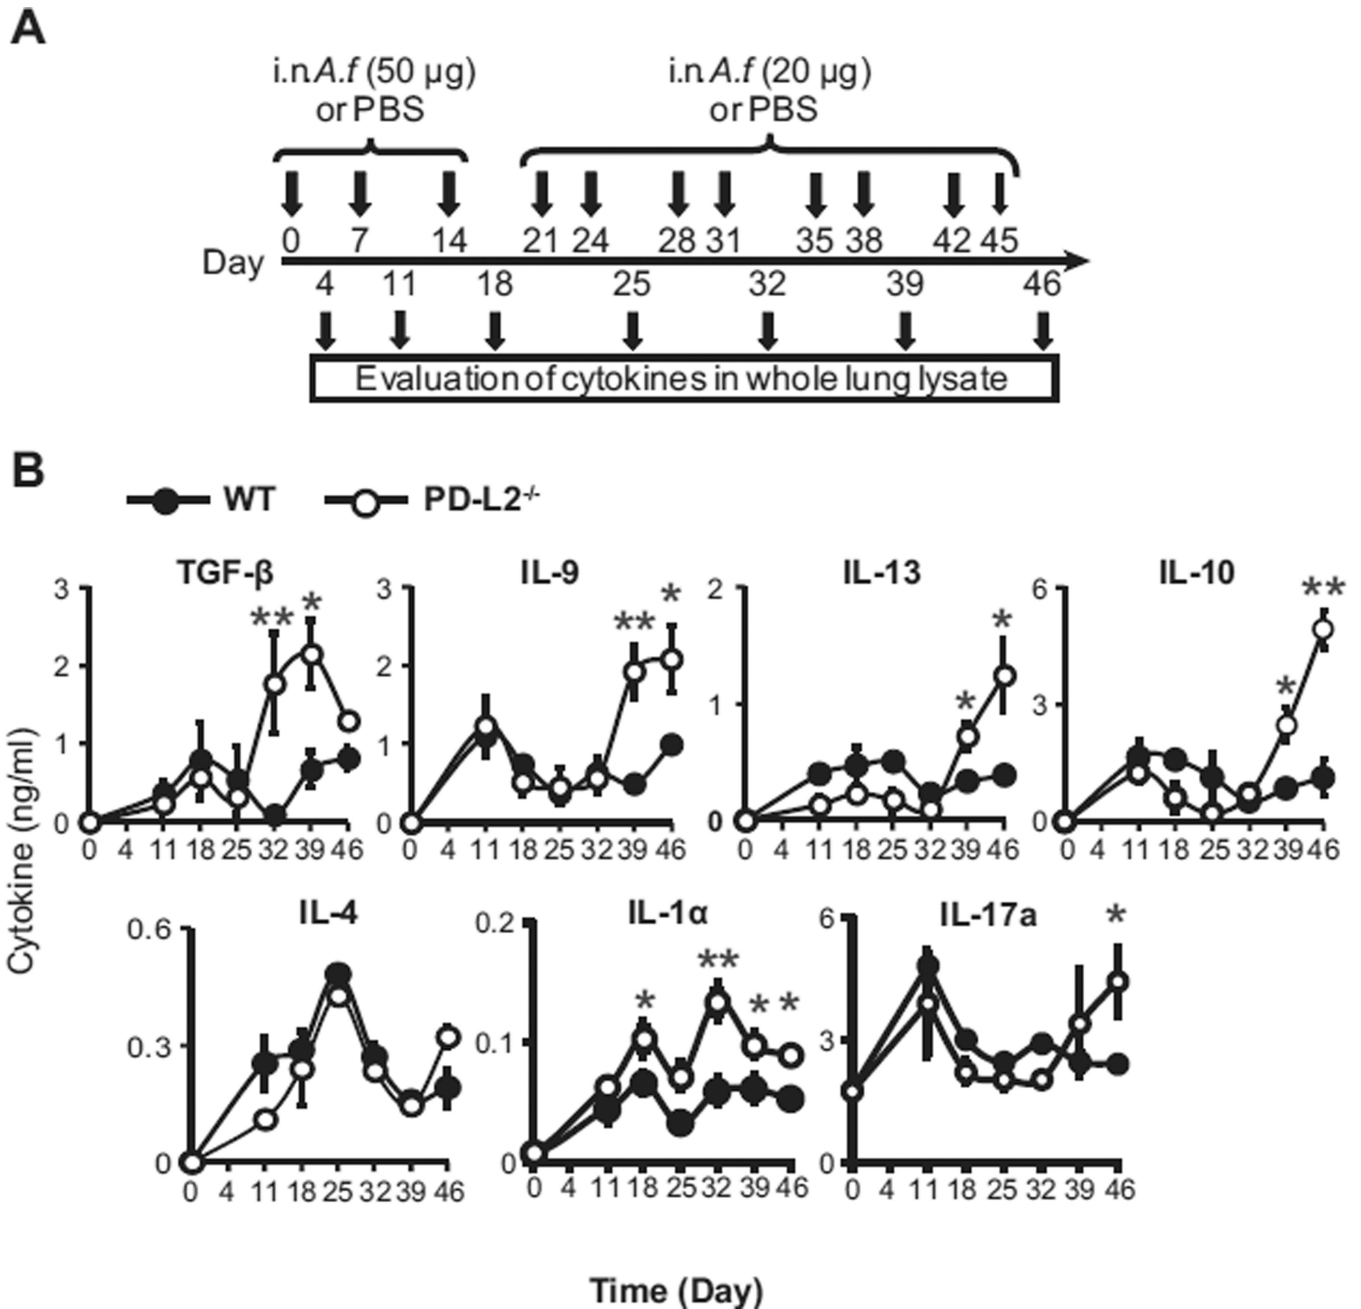 A
i.n A.f (50 µg)
or PBS
i.n A.f (20 µg)
or PBS
0 7 14 21 24 28 31 35 38 42 45
Day
4 11 18 25 32 39 46
Evaluation of cytokines in whole lung lysate
B
WT PD-L2-/-
Cytokine (ng/ml)
TGF-β
3
2
1
0
** *
0 4 11 18 25 32 39 46
IL-9
3
2
1
0
** *
0 4 11 18 25 32 39 46
IL-13
2
1
0
* *
0 4 11 18 25 32 39 46
IL-10
6
3
0
* **
0 4 11 18 25 32 39 46
IL-4
0.6
0.3
0
0 4 11 18 25 32 39 46
IL-1α
0.2
0.1
0
* ** * *
0 4 11 18 25 32 39 46
IL-17a
6
3
0
*
0 4 11 18 25 32 39 46
Time (Day)